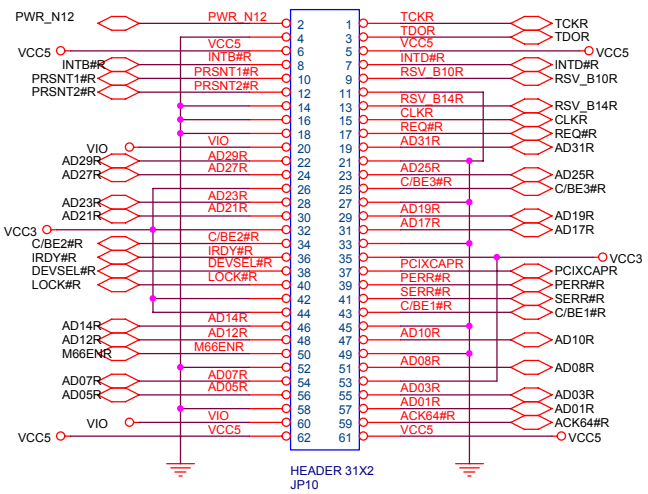 PWR_N12 PWR_N12 2 1 TCKR TCKR
4 3 TDOR TDOR
VCC5 VCC5 6 5 VCC5 VCC5
INTB#R 8 7 INTD#R INTD#R
PRSNT1#R PRSNT1#R 10 9 RSV_B10R RSV_B10R
PRSNT2#R PRSNT2#R 12 11
14 13 RSV_B14R RSV_B14R
16 15 CLKR CLKR
18 17 REQ#R REQ#R
VIO VIO 20 19 AD31R AD31R
AD29R AD29R 22 21
AD27R AD27R 24 23 AD25R AD25R
26 25 C/BE3#R C/BE3#R
AD23R AD23R 28 27
AD21R AD21R 30 29 AD19R AD19R
VCC3 32 31 AD17R AD17R
C/BE2#R C/BE2#R 34 33
IRDY#R IRDY#R 36 35 VCC3
DEVSEL#R DEVSEL#R 38 37 PCIXCAPR PCIXCAPR
LOCK#R LOCK#R 40 39 PERR#R PERR#R
42 41 SERR#R SERR#R
44 43 C/BE1#R C/BE1#R
AD14R AD14R 46 45
AD12R AD12R 48 47 AD10R AD10R
M66ENR M66ENR 50 49
52 51 AD08R AD08R
AD07R AD07R 54 53
AD05R AD05R 56 55 AD03R AD03R
58 57 AD01R AD01R
VIO VIO 60 59 ACK64#R ACK64#R
VCC5 VCC5 62 61 VCC5 VCC5
INTB#R
HEADER 31X2
JP10